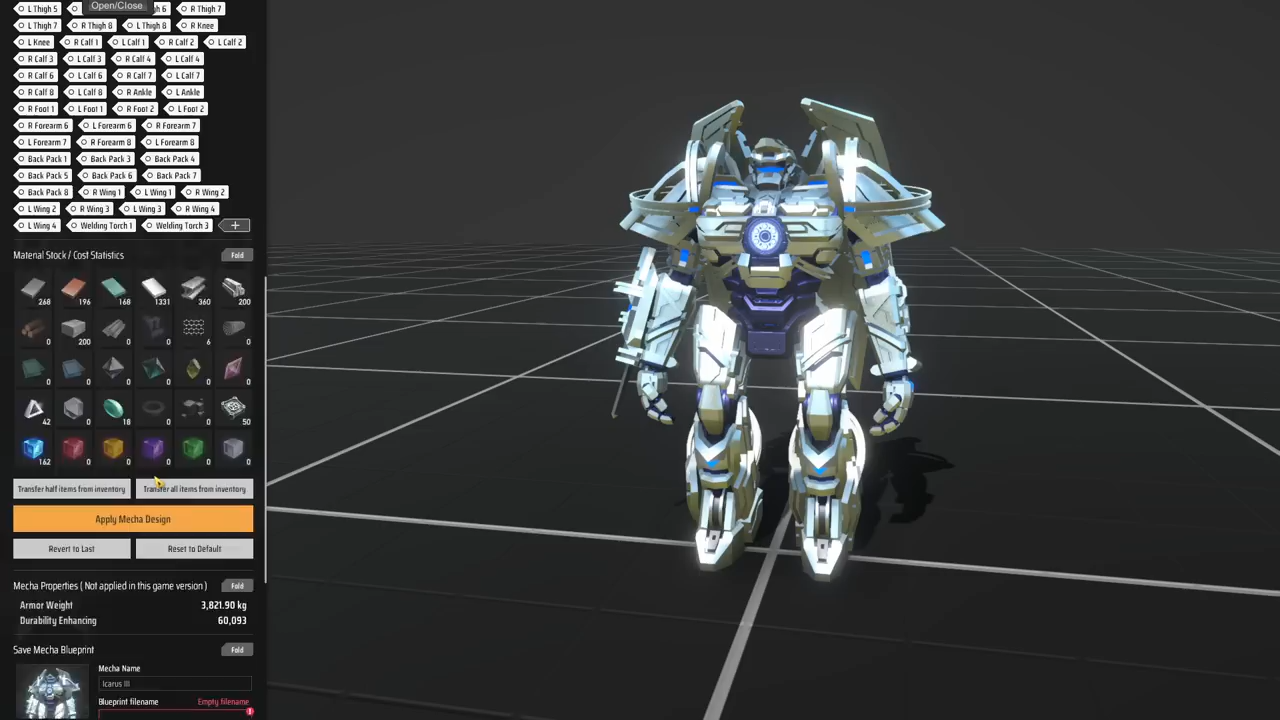 Open/Close
L Thigh 5 gh 6 R Thigh 7
L Thigh 7 R Thigh 8 L Thigh 8 R Knee
L Knee R Calf 1 L Calf 1 R Calf 2 L Calf 2
R Calf 3 L Calf 3 R Calf 4 L Calf 4
R Calf 6 L Calf 6 R Calf 7 L Calf 7
R Calf 8 L Calf 8 R Ankle L Ankle
R Foot 1 L Foot 1 R Foot 2 L Foot 2
R Forearm 6 L Forearm 6 R Forearm 7
L Forearm 7 R Forearm 8 L Forearm 8
Back Pack 1 Back Pack 3 Back Pack 4
Back Pack 5 Back Pack 6 Back Pack 7
Back Pack 8 R Wing 1 L Wing 1 R Wing 2
L Wing 2 R Wing 3 L Wing 3 R Wing 4
L Wing 4 Welding Torch 1 Welding Torch 3 +
Material Stock / Cost Statistics Fold
268 196 168 1331 360 200
0 200 0 0 6 0
0 0 0 0 0 0
42 0 18 0 0 50
162 0 0 0 0 0
Transfer half items from inventory Transfer all items from inventory
Apply Mecha Design
Revert to Last Reset to Default
Mecha Properties ( Not applied in this game version ) Fold
Armor Weight 3,821.90 kg
Durability Enhancing 60,093
Save Mecha Blueprint Fold
Mecha Name
Icarus III
Blueprint filename Empty filename